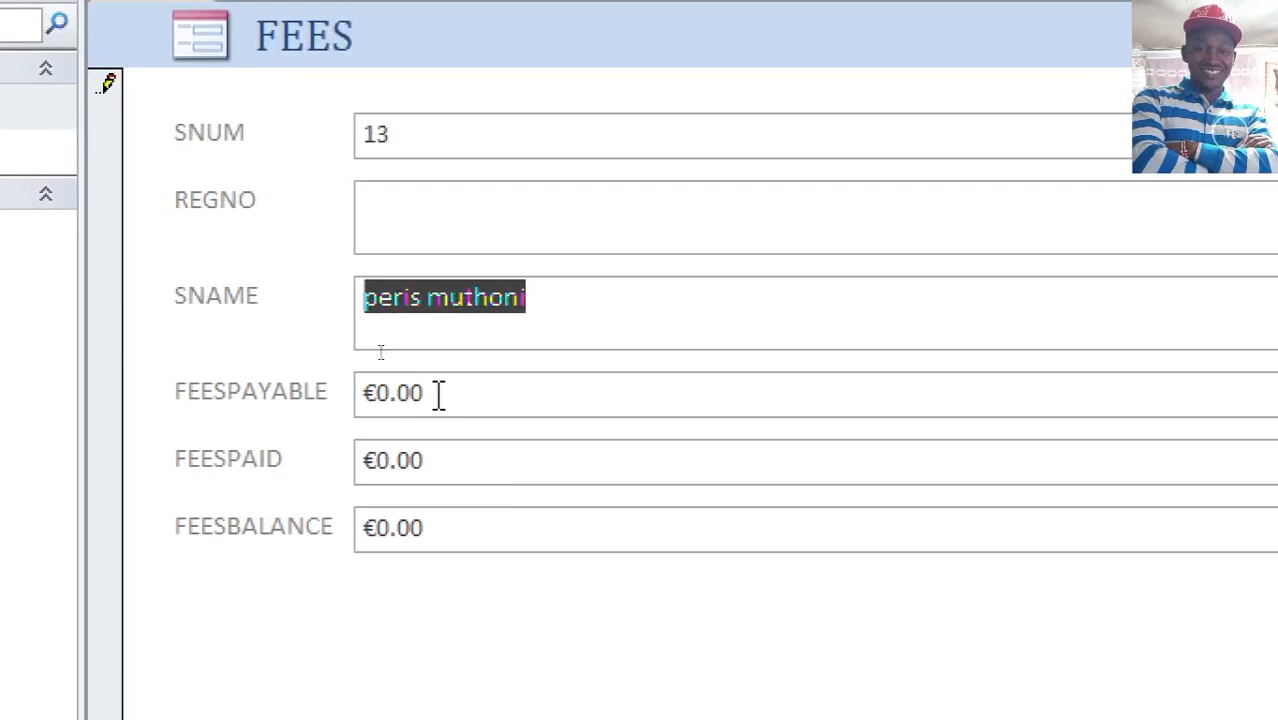 FEES
SNUM 13
REGNO
SNAME peris muthoni
FEESPAYABLE €0.00
FEESPAID €0.00
FEESBALANCE €0.00